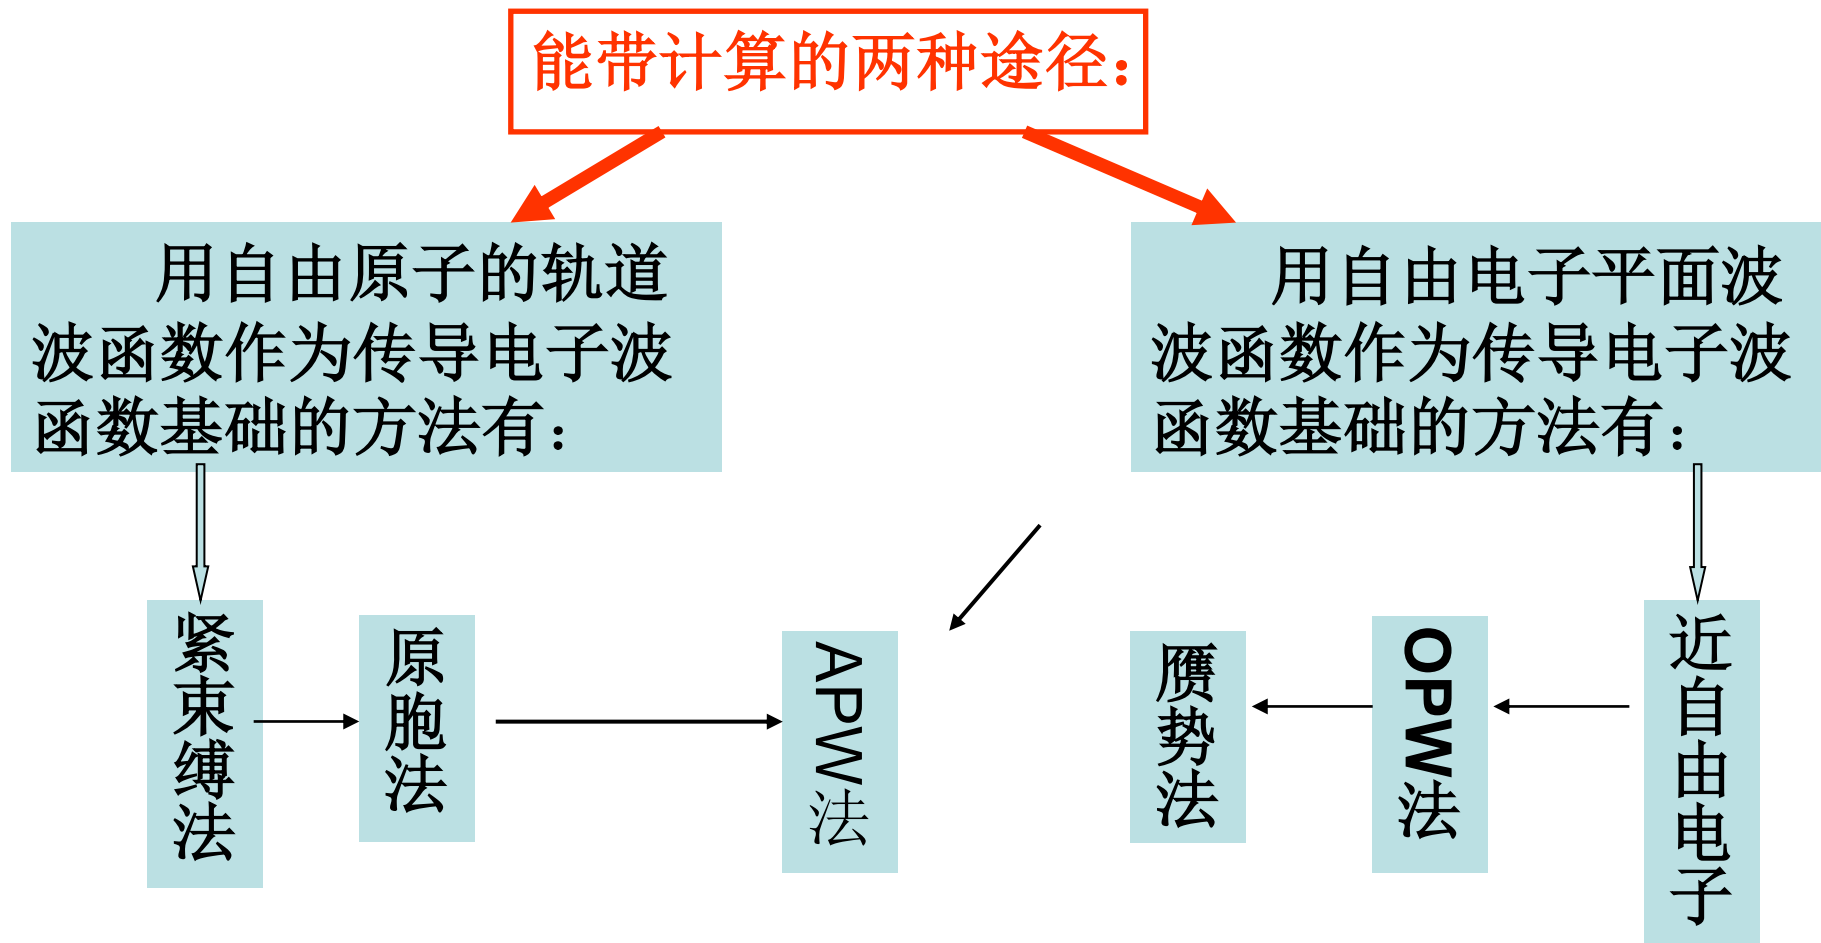 能带计算的两种途径：
用自由原子的轨道
波函数作为传导电子波
函数基础的方法有：
用自由电子平面波
波函数作为传导电子波
函数基础的方法有：
紧束缚法
原胞法
APW法
赝势法
OPW法
近自由电子